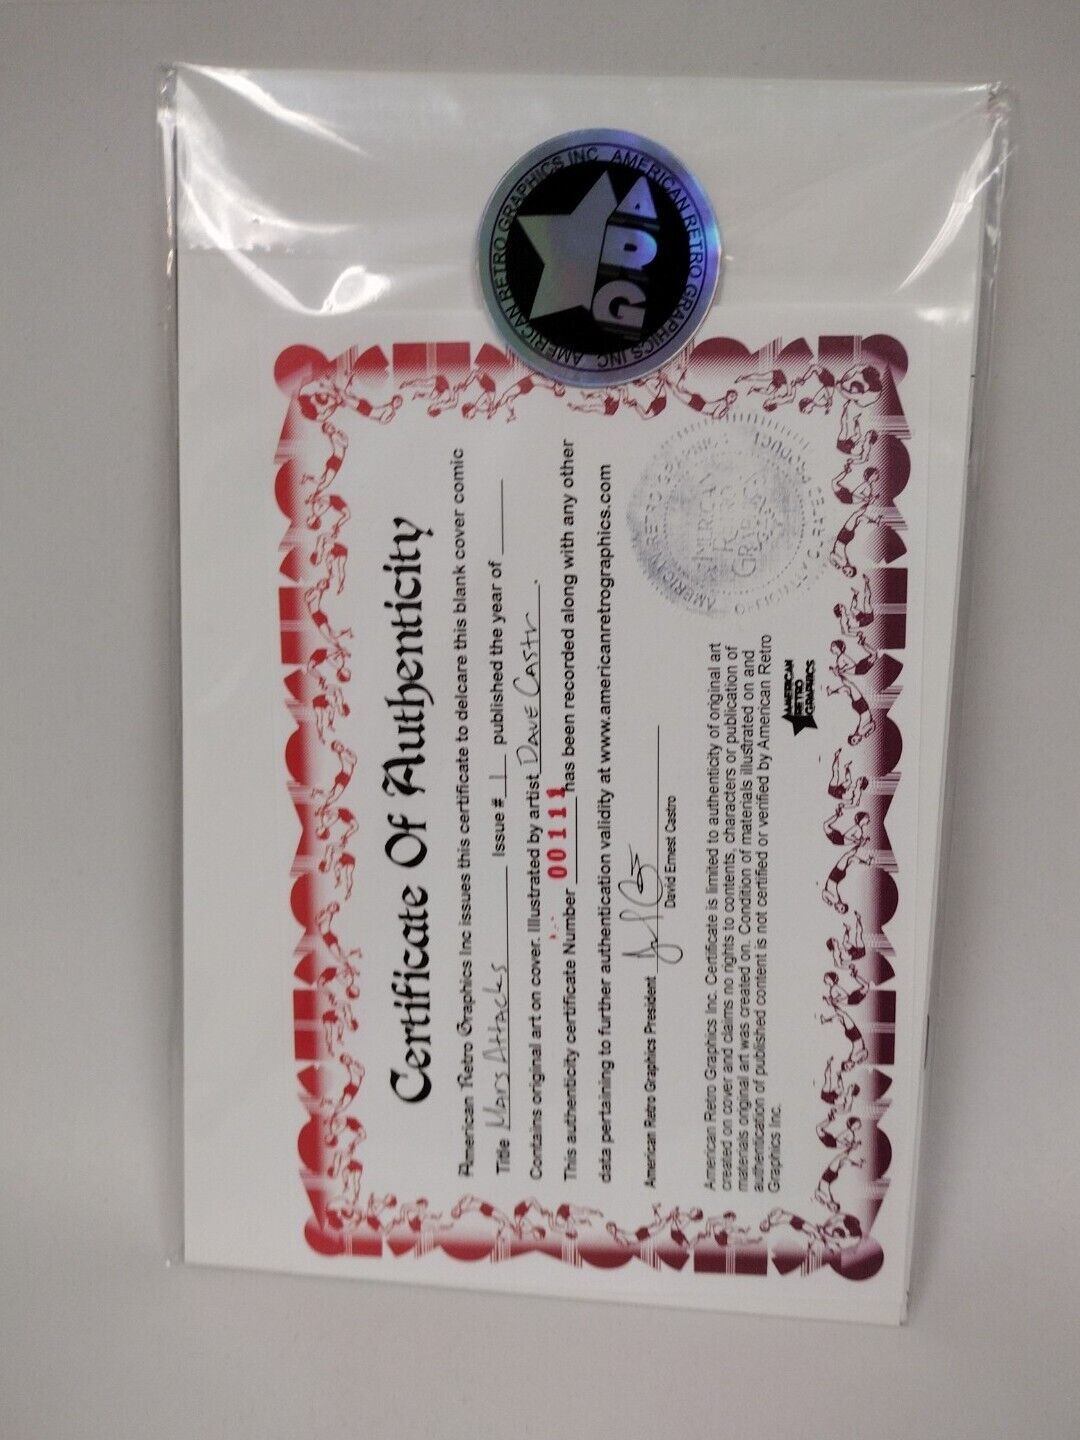 AMERICAN RETRO GRAPHICS INC AMERICAN RETRO GRAPHICS INC
Certificate Of Authenticity
American Retro Graphics Inc issues this certificate to delcare this blank cover comic
Title Mars Attacks Issue # 1 published the year of
Contains original art on cover. Illustrated by artist Dave Castr.
This authenticity certificate Number 00111 has been recorded along with any other
data pertaining to further authentication validity at www.americanretrographics.com
American Retro Graphics President
David Ernest Castro
American Retro Graphics Inc. Certificate is limited to authenticity of original art
created on cover and claims no rights to contents, characters or publication of
materials original art was created on. Condition of materials illustrated on and
authentication of published content is not certified or verified by American Retro
Graphics Inc.
AMERICAN
RETRO
GRAPHICS